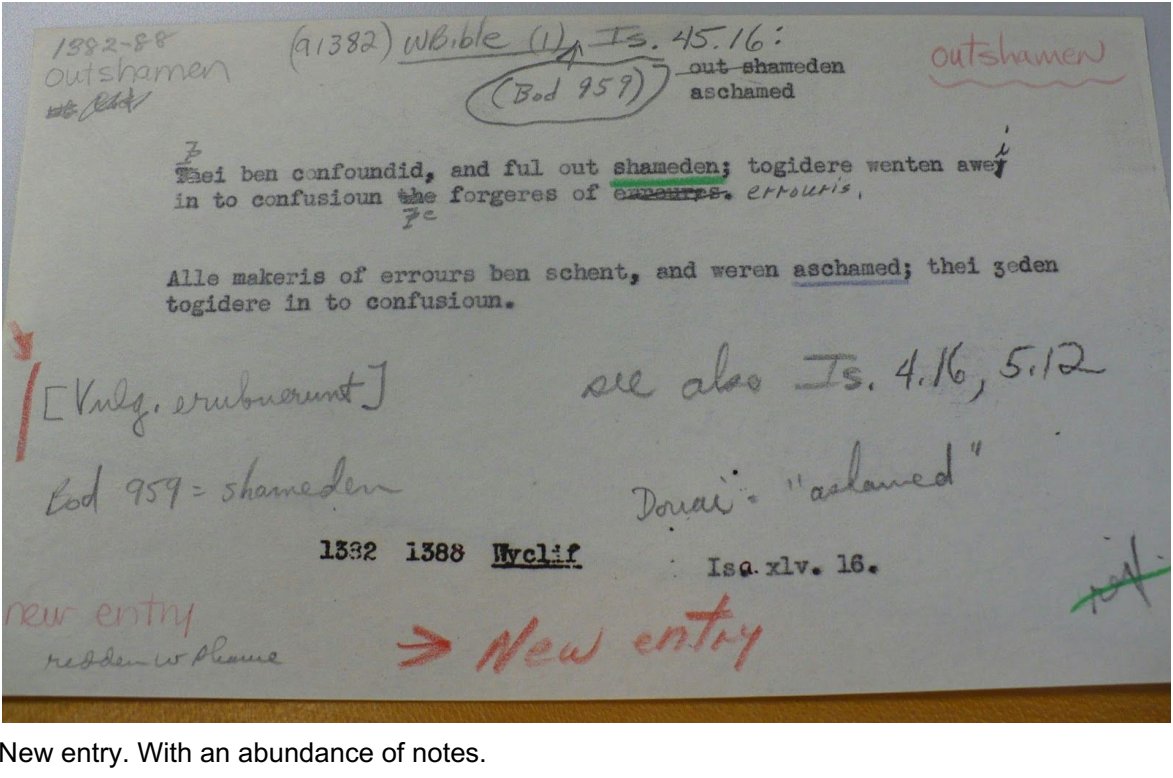 1382-88
outshamen
(a1382) WBible (1) Is. 45.16:
(Bod 959)
out shameden
aschamed
outshamen
Þ
Thei ben confoundid, and ful out shameden; togidere wenten awey i
in to confusioun the forgeres of errours. errouris.
Þe
Alle makeris of errours ben schent, and weren aschamed; thei ȝeden
togidere in to confusioun.
[Vulg. erubuerunt]
see also Is. 4.16, 5.12
Bod 959 = shameden
Douai: "ashamed"
1382 1388 Wyclif
Isa. xlv. 16.
new entry
→ New entry
redden w shame
New entry. With an abundance of notes.